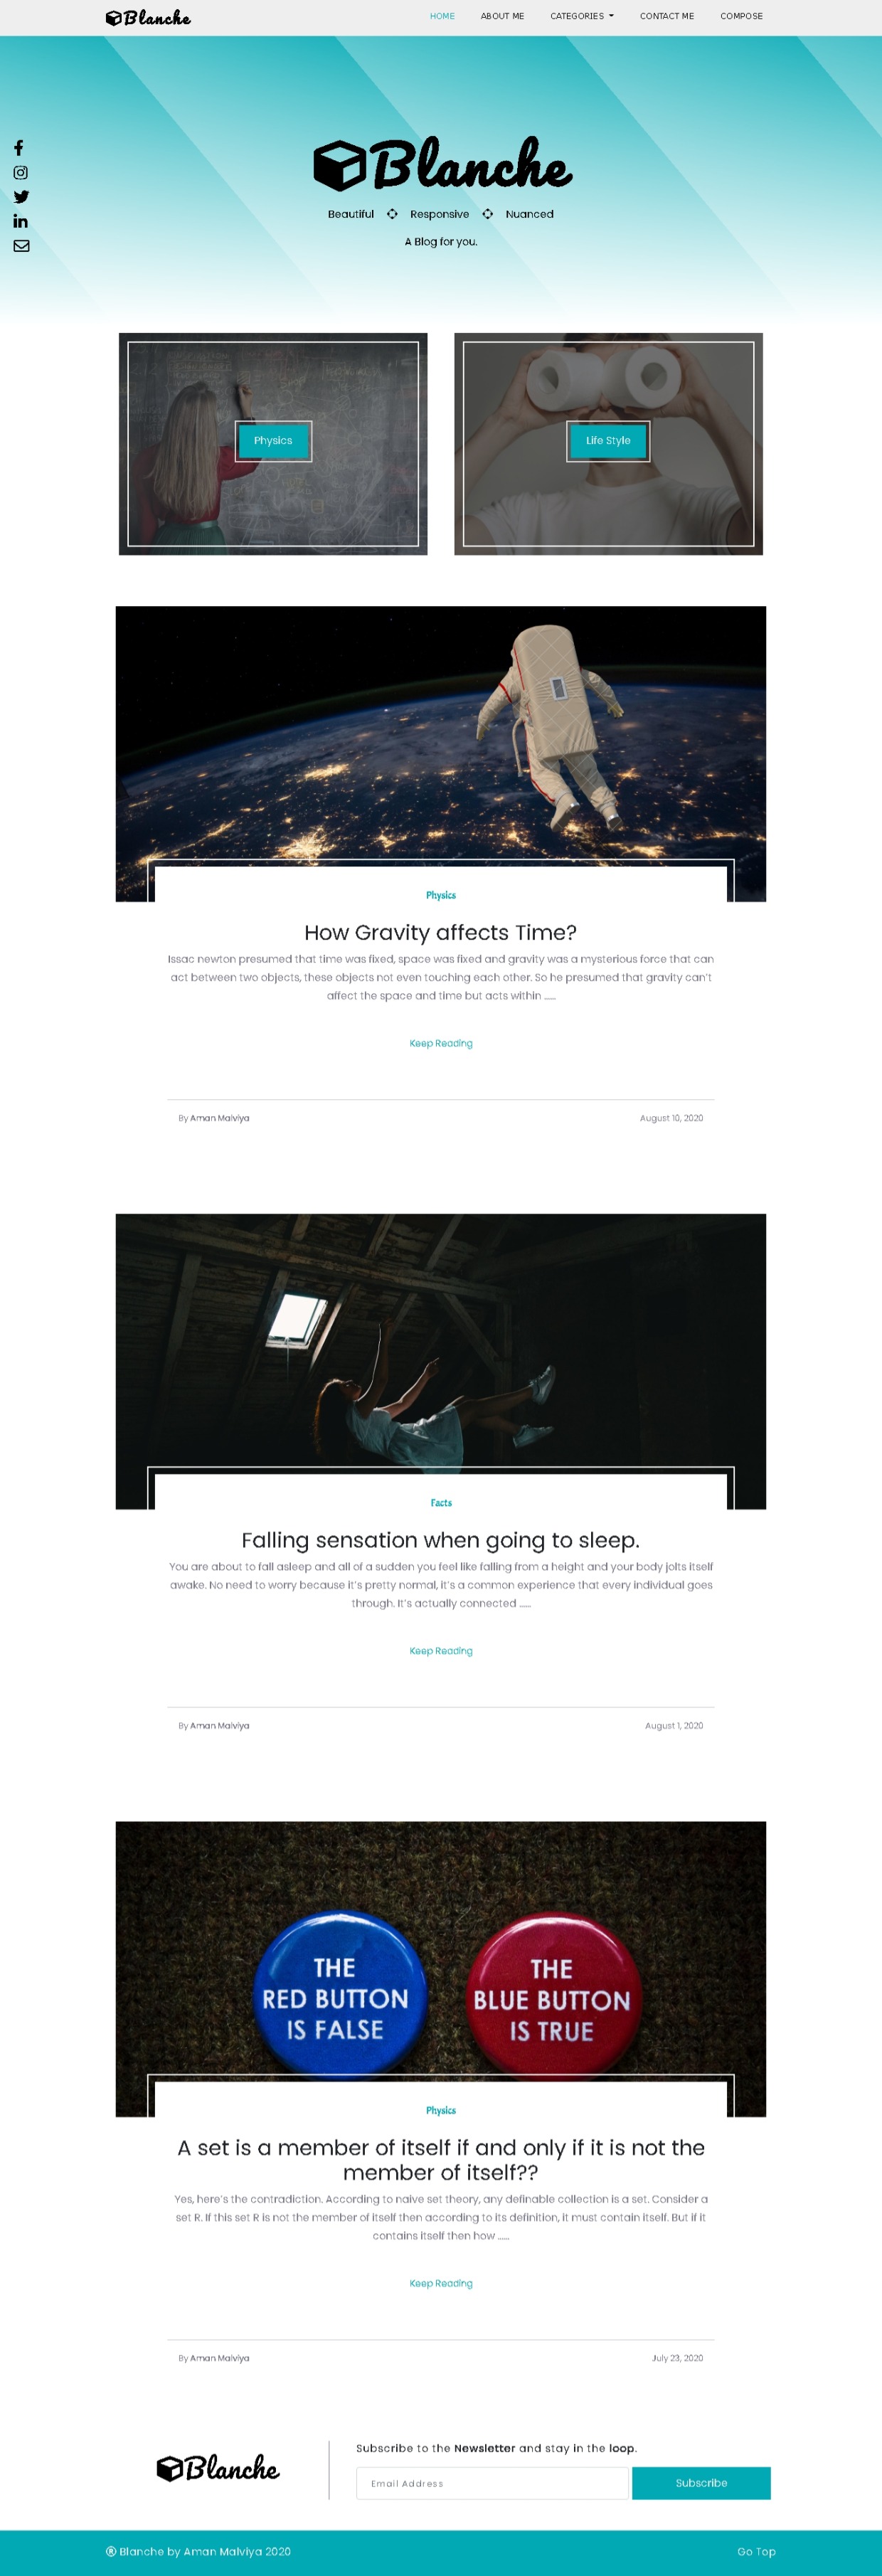 Blanche
HOME ABOUT ME CATEGORIES CONTACT ME COMPOSE
Blanche
Beautiful Responsive Nuanced
A Blog for you.
Physics
Life Style
Physics
How Gravity affects Time?
Issac newton presumed that time was fixed, space was fixed and gravity was a mysterious force that can
act between two objects, these objects not even touching each other. So he presumed that gravity can't
affect the space and time but acts within ......
Keep Reading
By Aman Malviya
August 10, 2020
Facts
Falling sensation when going to sleep.
You are about to fall asleep and all of a sudden you feel like falling from a height and your body jolts itself
awake. No need to worry because it's pretty normal, it's a common experience that every individual goes
through. It's actually connected ......
Keep Reading
By Aman Malviya
August 1, 2020
THE
RED BUTTON
IS FALSE
THE
BLUE BUTTON
IS TRUE
Physics
A set is a member of itself if and only if it is not the
member of itself??
Yes, here's the contradiction. According to naive set theory, any definable collection is a set. Consider a
set R. If this set R is not the member of itself then according to its definition, it must contain itself. But if it
contains itself then how ......
Keep Reading
By Aman Malviya
July 23, 2020
Blanche
Subscribe to the Newsletter and stay in the loop.
Email Address
Subscribe
® Blanche by Aman Malviya 2020
Go Top